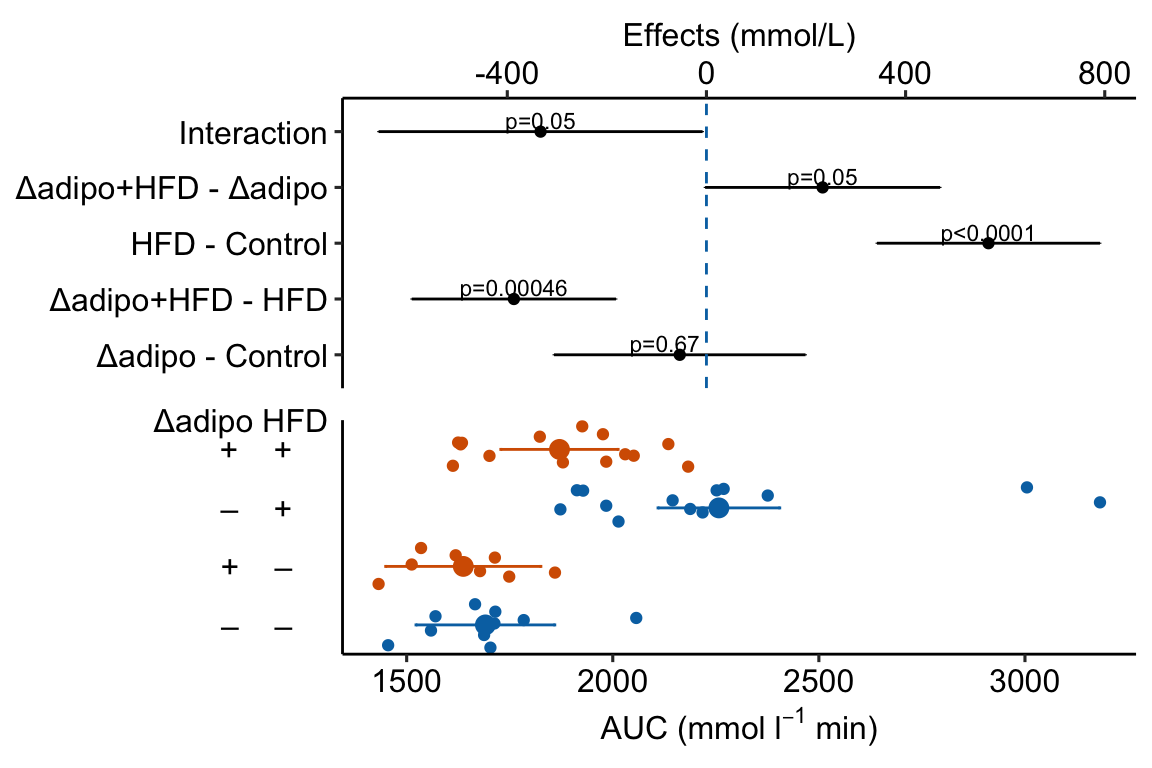 Effects (mmol/L)
-400 0 400 800
Interaction p=0.05
Δadipo+HFD - Δadipo p=0.05
HFD - Control p<0.0001
Δadipo+HFD - HFD p=0.00046
Δadipo - Control p=0.67
Δadipo HFD
+ +
– +
+ –
– –
1500 2000 2500 3000
AUC (mmol l⁻¹ min)